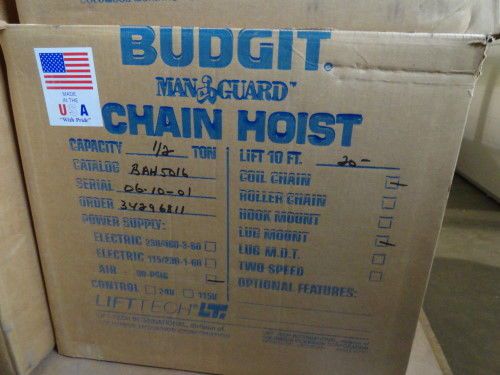 BUDGIT®
MAN GUARD™
CHAIN HOIST
MADE
IN THE
USA
"With Pride"
CAPACITY 1/2 TON
CATALOG BAH5016
SERIAL 06-10-01
ORDER 34296811
POWER SUPPLY:
ELECTRIC 230/460-3-60
ELECTRIC 115/230-1-60
AIR 90 PSIG
CONTROL 24V 115V
LIFTTECH LT.
LIFT 10 FT. 20-
COIL CHAIN
ROLLER CHAIN
HOOK MOUNT
LUG MOUNT
LUG M.D.T.
TWO SPEED
OPTIONAL FEATURES: